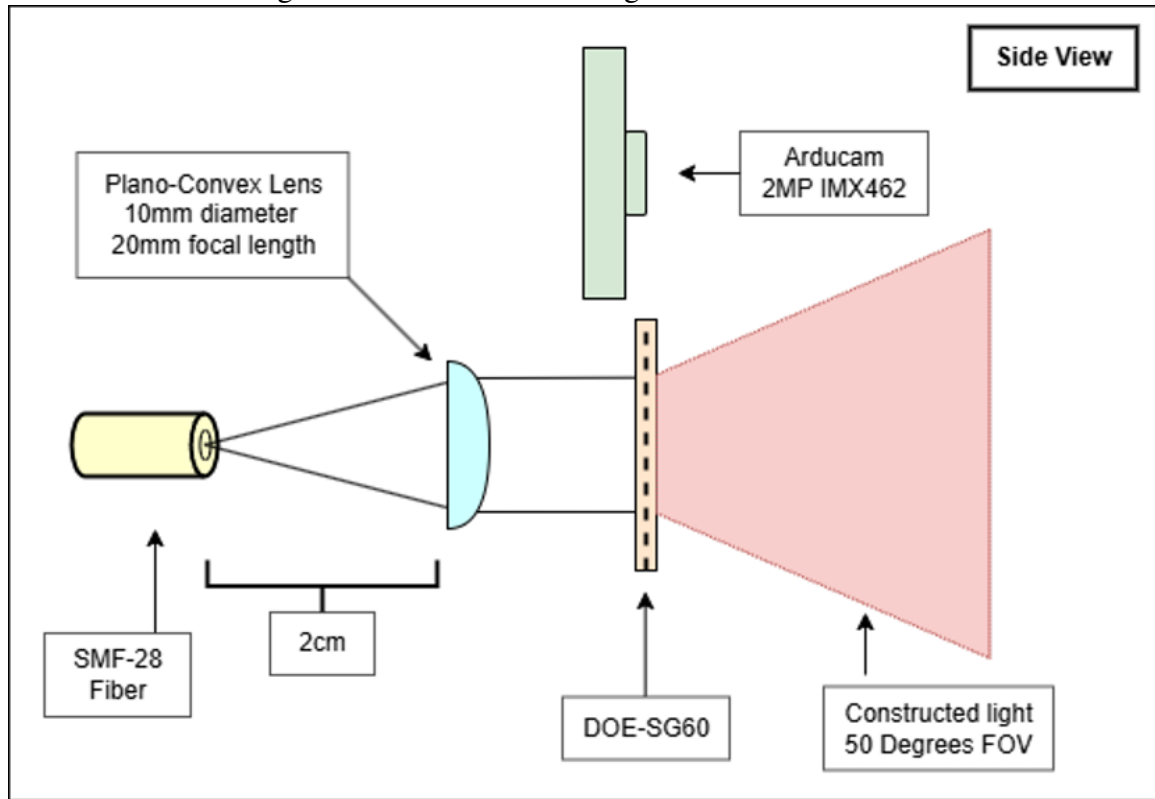 Side View
Arducam
2MP IMX462
Plano-Convex Lens
10mm diameter
20mm focal length
2cm
SMF-28
Fiber
DOE-SG60
Constructed light
50 Degrees FOV